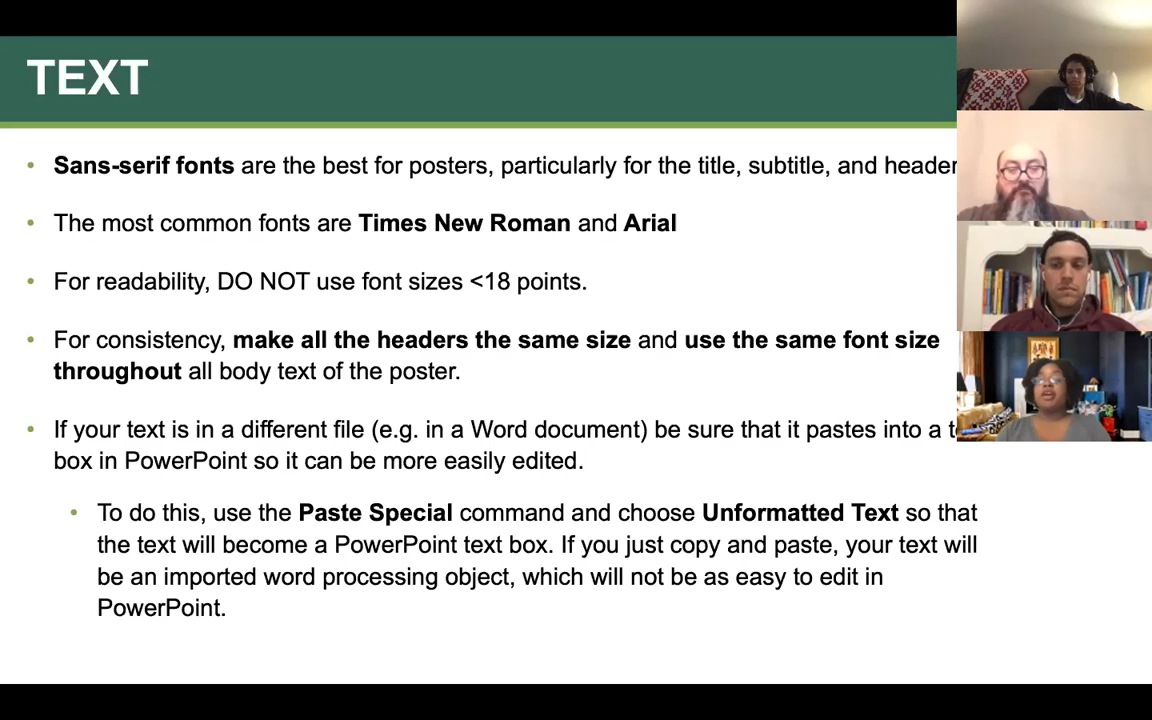 TEXT
• Sans-serif fonts are the best for posters, particularly for the title, subtitle, and header
• The most common fonts are Times New Roman and Arial
• For readability, DO NOT use font sizes <18 points.
• For consistency, make all the headers the same size and use the same font size
throughout all body text of the poster.
• If your text is in a different file (e.g. in a Word document) be sure that it pastes into a
box in PowerPoint so it can be more easily edited.
• To do this, use the Paste Special command and choose Unformatted Text so that
the text will become a PowerPoint text box. If you just copy and paste, your text will
be an imported word processing object, which will not be as easy to edit in
PowerPoint.